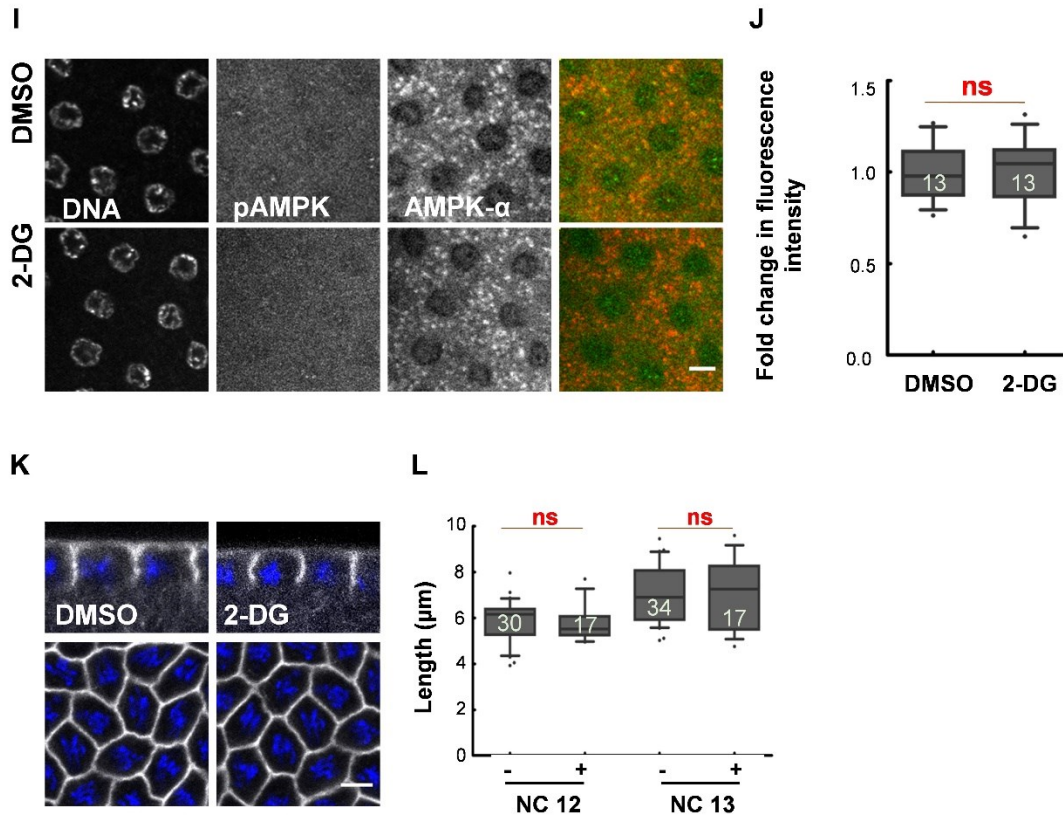 I
DMSO
DNA
pAMPK
AMPK-α
2-DG
J
Fold change in fluorescence
intensity
1.5
1.0
0.5
0.0
ns
13
13
DMSO
2-DG
K
DMSO
2-DG
L
Length (μm)
10
8
6
4
2
0
ns
ns
30
17
34
17
-
+
-
+
NC 12
NC 13